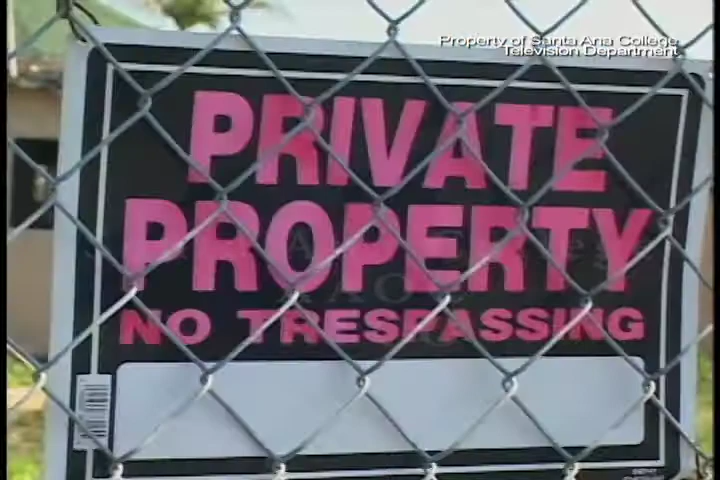 Property of Santa Ana College
Television Department
PRIVATE
PROPERTY
NO TRESPASSING